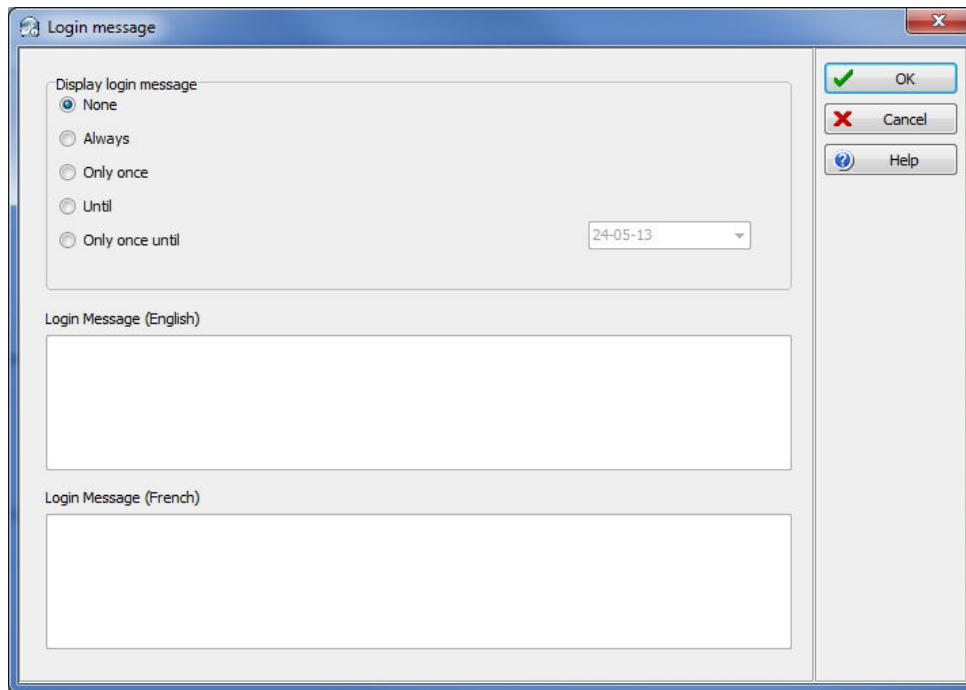 Login message
Display login message
None
Always
Only once
Until
Only once until
24-05-13
Login Message (English)
Login Message (French)
OK
Cancel
Help